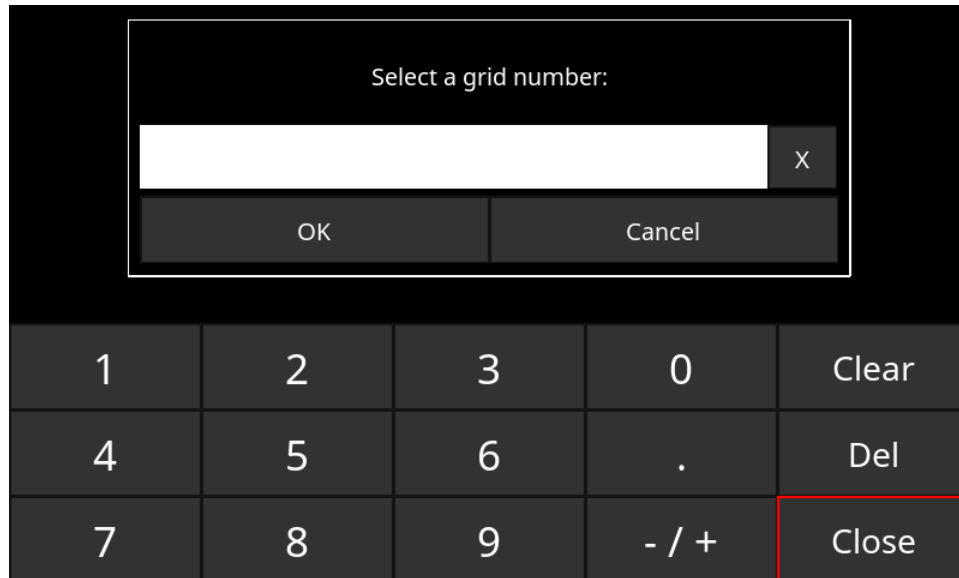 Select a grid number:
X
OK Cancel
1 2 3 0 Clear
4 5 6 . Del
7 8 9 - / + Close